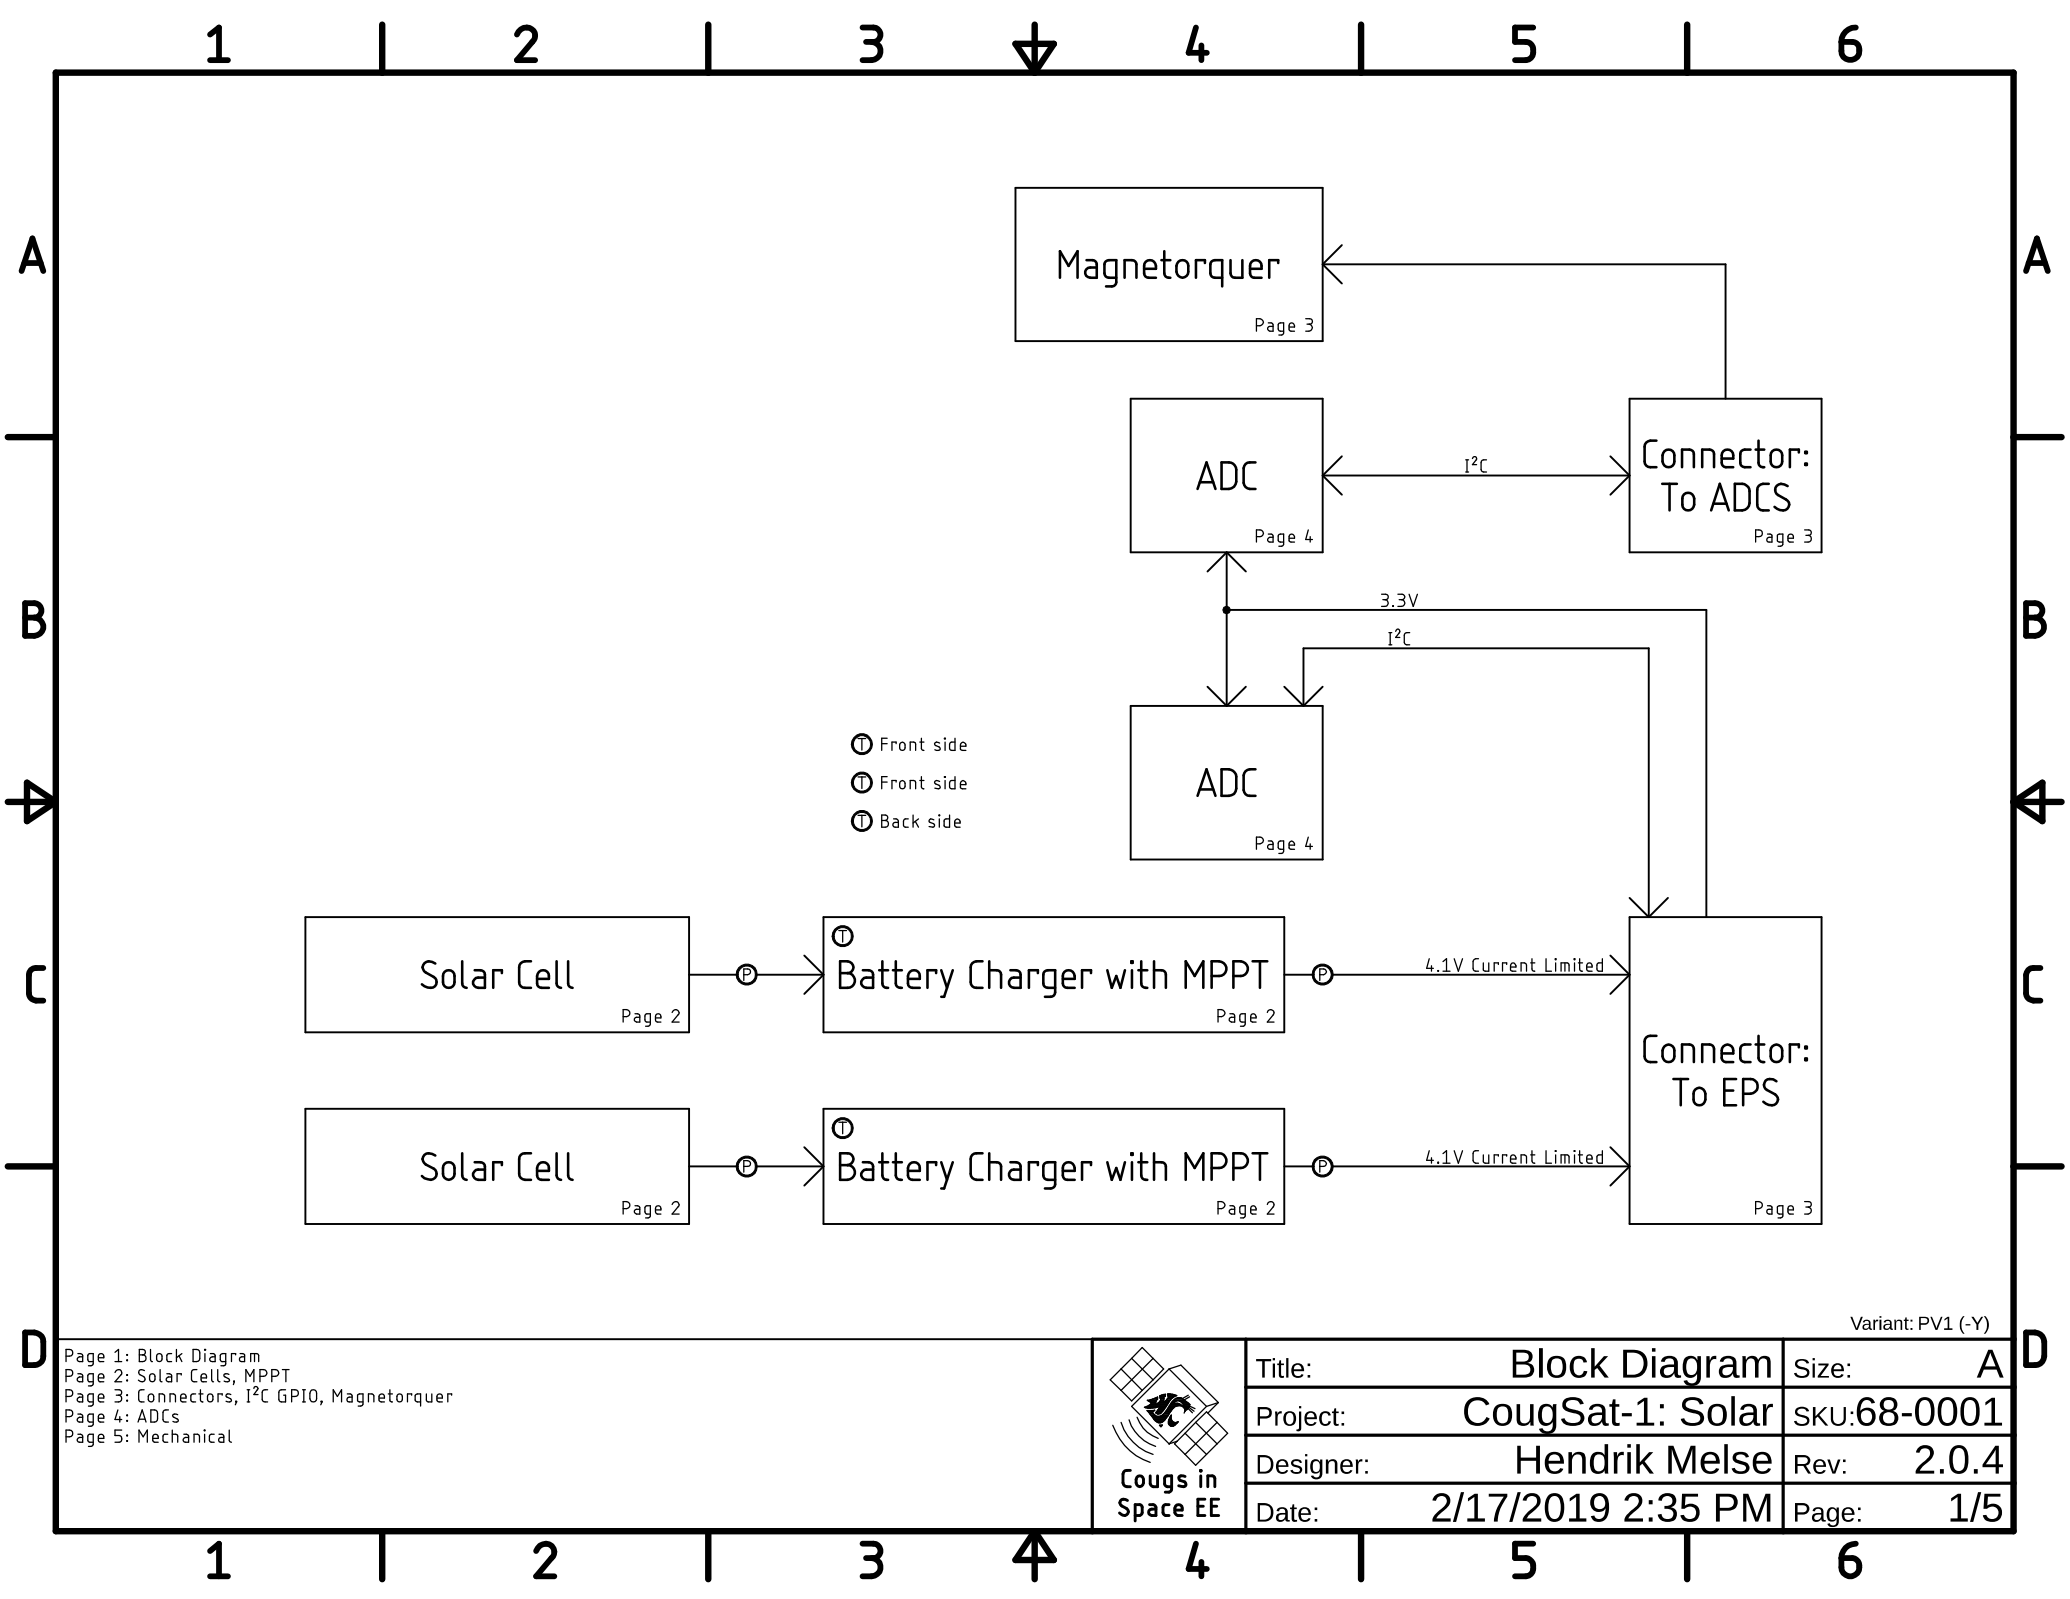 1 2 3 4 5 6
A A
Magnetorquer
Page 3
ADC
Page 4
I²C
Connector:
To ADCS
Page 3
B B
3.3V
I²C
T Front side
T Front side
T Back side
ADC
Page 4
C C
Solar Cell
Page 2
P
T
Battery Charger with MPPT
Page 2
P
4.1V Current Limited
Connector:
To EPS
Page 3
Solar Cell
Page 2
P
T
Battery Charger with MPPT
Page 2
P
4.1V Current Limited
D D
Variant: PV1 (-Y)
Page 1: Block Diagram
Page 2: Solar Cells, MPPT
Page 3: Connectors, I²C GPIO, Magnetorquer
Page 4: ADCs
Page 5: Mechanical
Cougs in
Space EE
Title: Block Diagram Size: A
Project: CougSat-1: Solar SKU: 68-0001
Designer: Hendrik Melse Rev: 2.0.4
Date: 2/17/2019 2:35 PM Page: 1/5
1 2 3 4 5 6